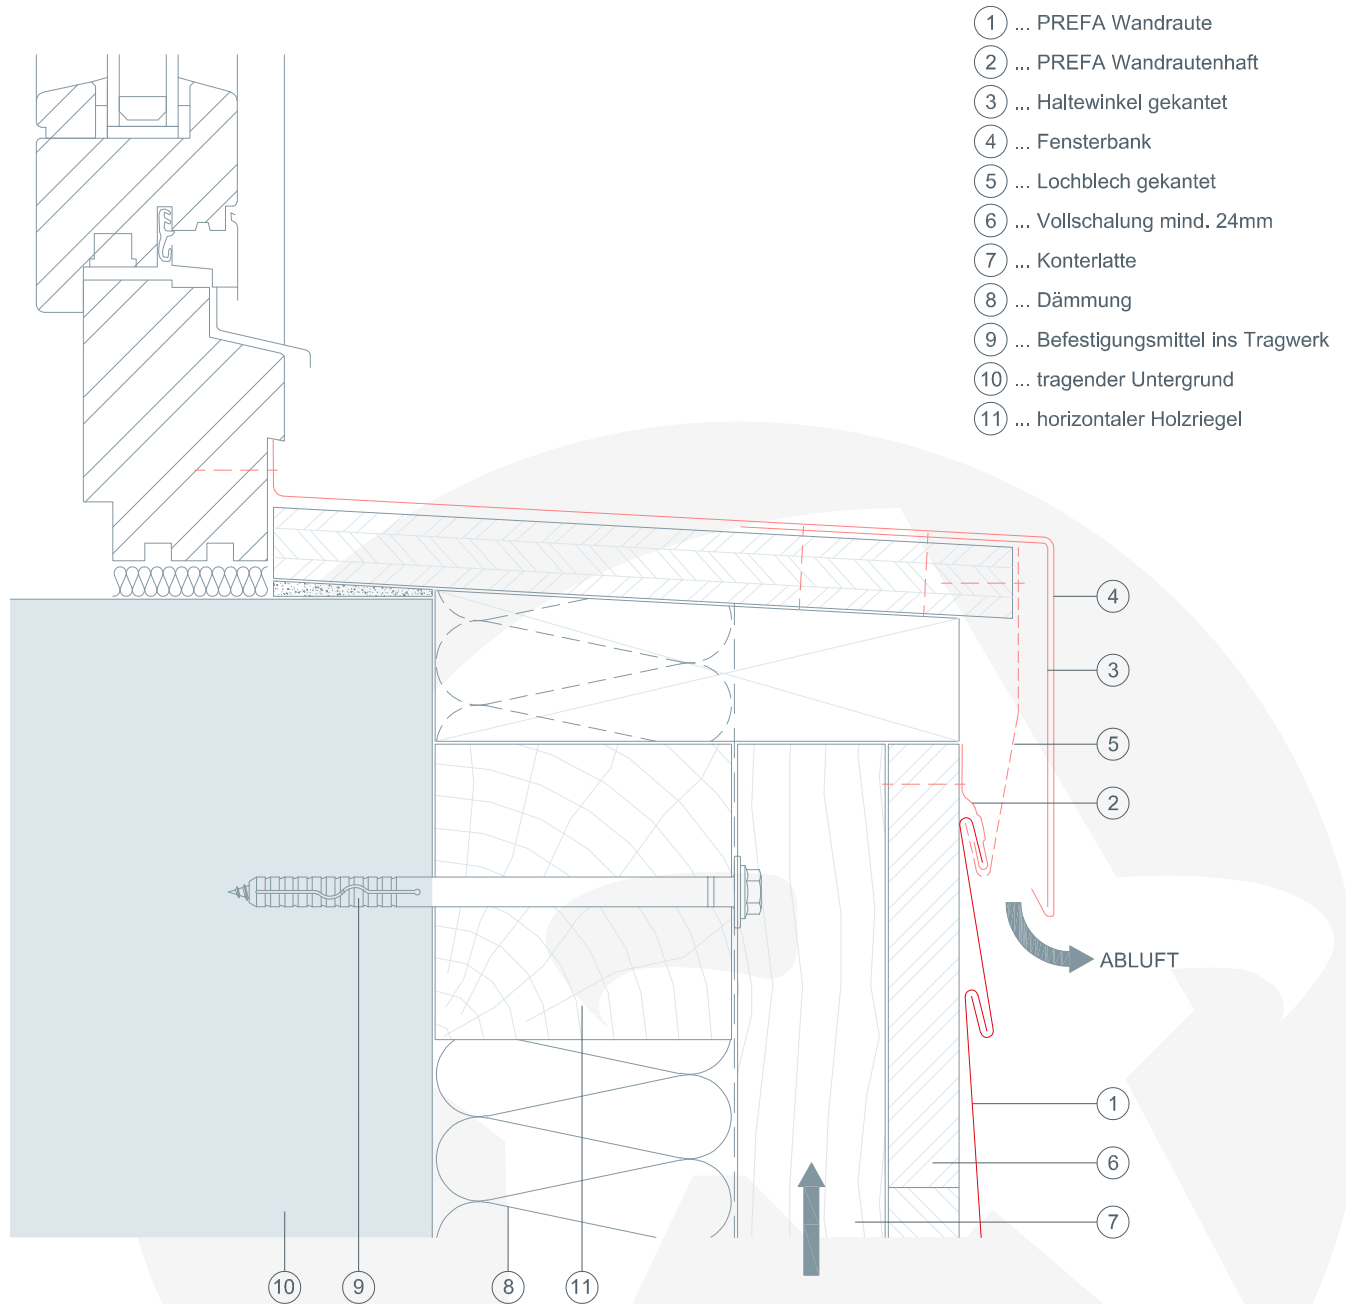 1 ... PREFA Wandraute
2 ... PREFA Wandrautenhaft
3 ... Haltewinkel gekantet
4 ... Fensterbank
5 ... Lochblech gekantet
6 ... Vollschalung mind. 24mm
7 ... Konterlatte
8 ... Dämmung
9 ... Befestigungsmittel ins Tragwerk
10 ... tragender Untergrund
11 ... horizontaler Holzriegel
4
3
5
2
ABLUFT
1
6
7
10 9 8 11